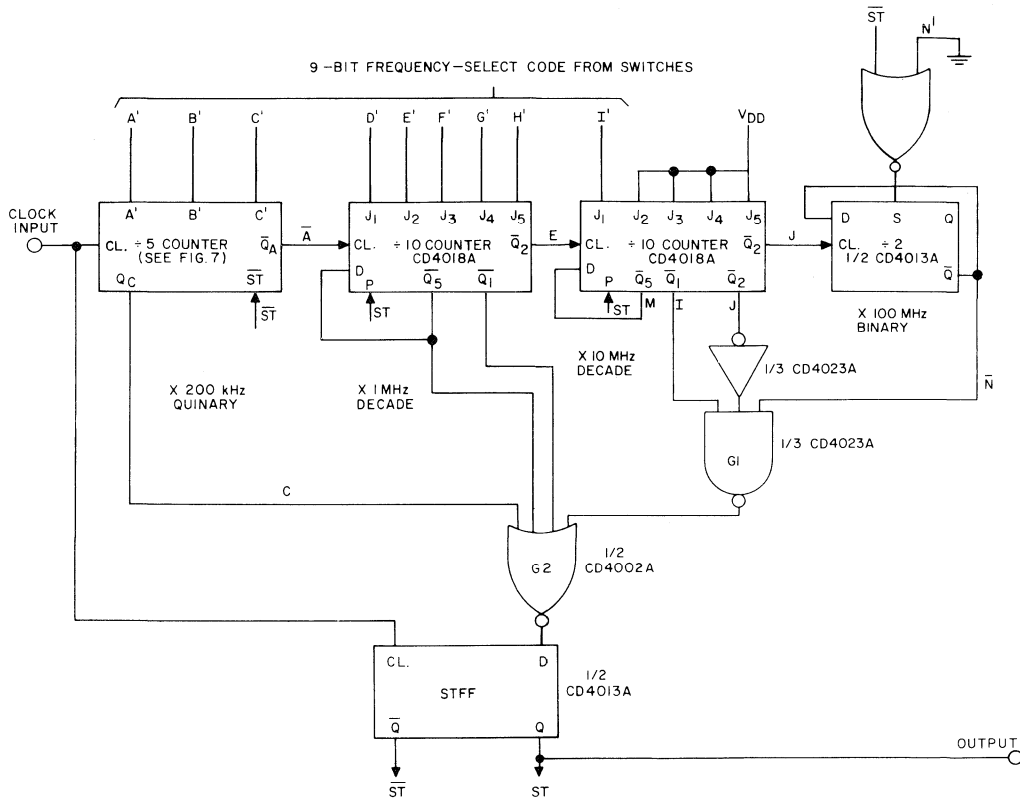 S̅T̅
N'
9-BIT FREQUENCY-SELECT CODE FROM SWITCHES
A' B' C' D' E' F' G' H' I' VDD
A' B' C' J1 J2 J3 J4 J5 J1 J2 J3 J4 J5 D S Q
CLOCK
INPUT
CL. ÷5 COUNTER
(SEE FIG.7)
Q̅A
A̅
CL. ÷10 COUNTER
CD4018A
Q̅2
E
CL. ÷10 COUNTER
CD4018A
Q̅2
J
CL. ÷2
1/2 CD4013A
QC S̅T̅
D P Q̅5 Q̅1
D P Q̅5 Q̅1 Q̅2
Q̅
S̅T̅
ST
ST M I J
X 200 kHz
QUINARY
X 1 MHz
DECADE
X 10 MHz
DECADE
X 100 MHz
BINARY
1/3 CD4023A
N̅
G1
1/3 CD4023A
C
G2
1/2
CD4002A
CL. D
STFF
Q̅ Q
1/2
CD4013A
S̅T̅
ST
OUTPUT